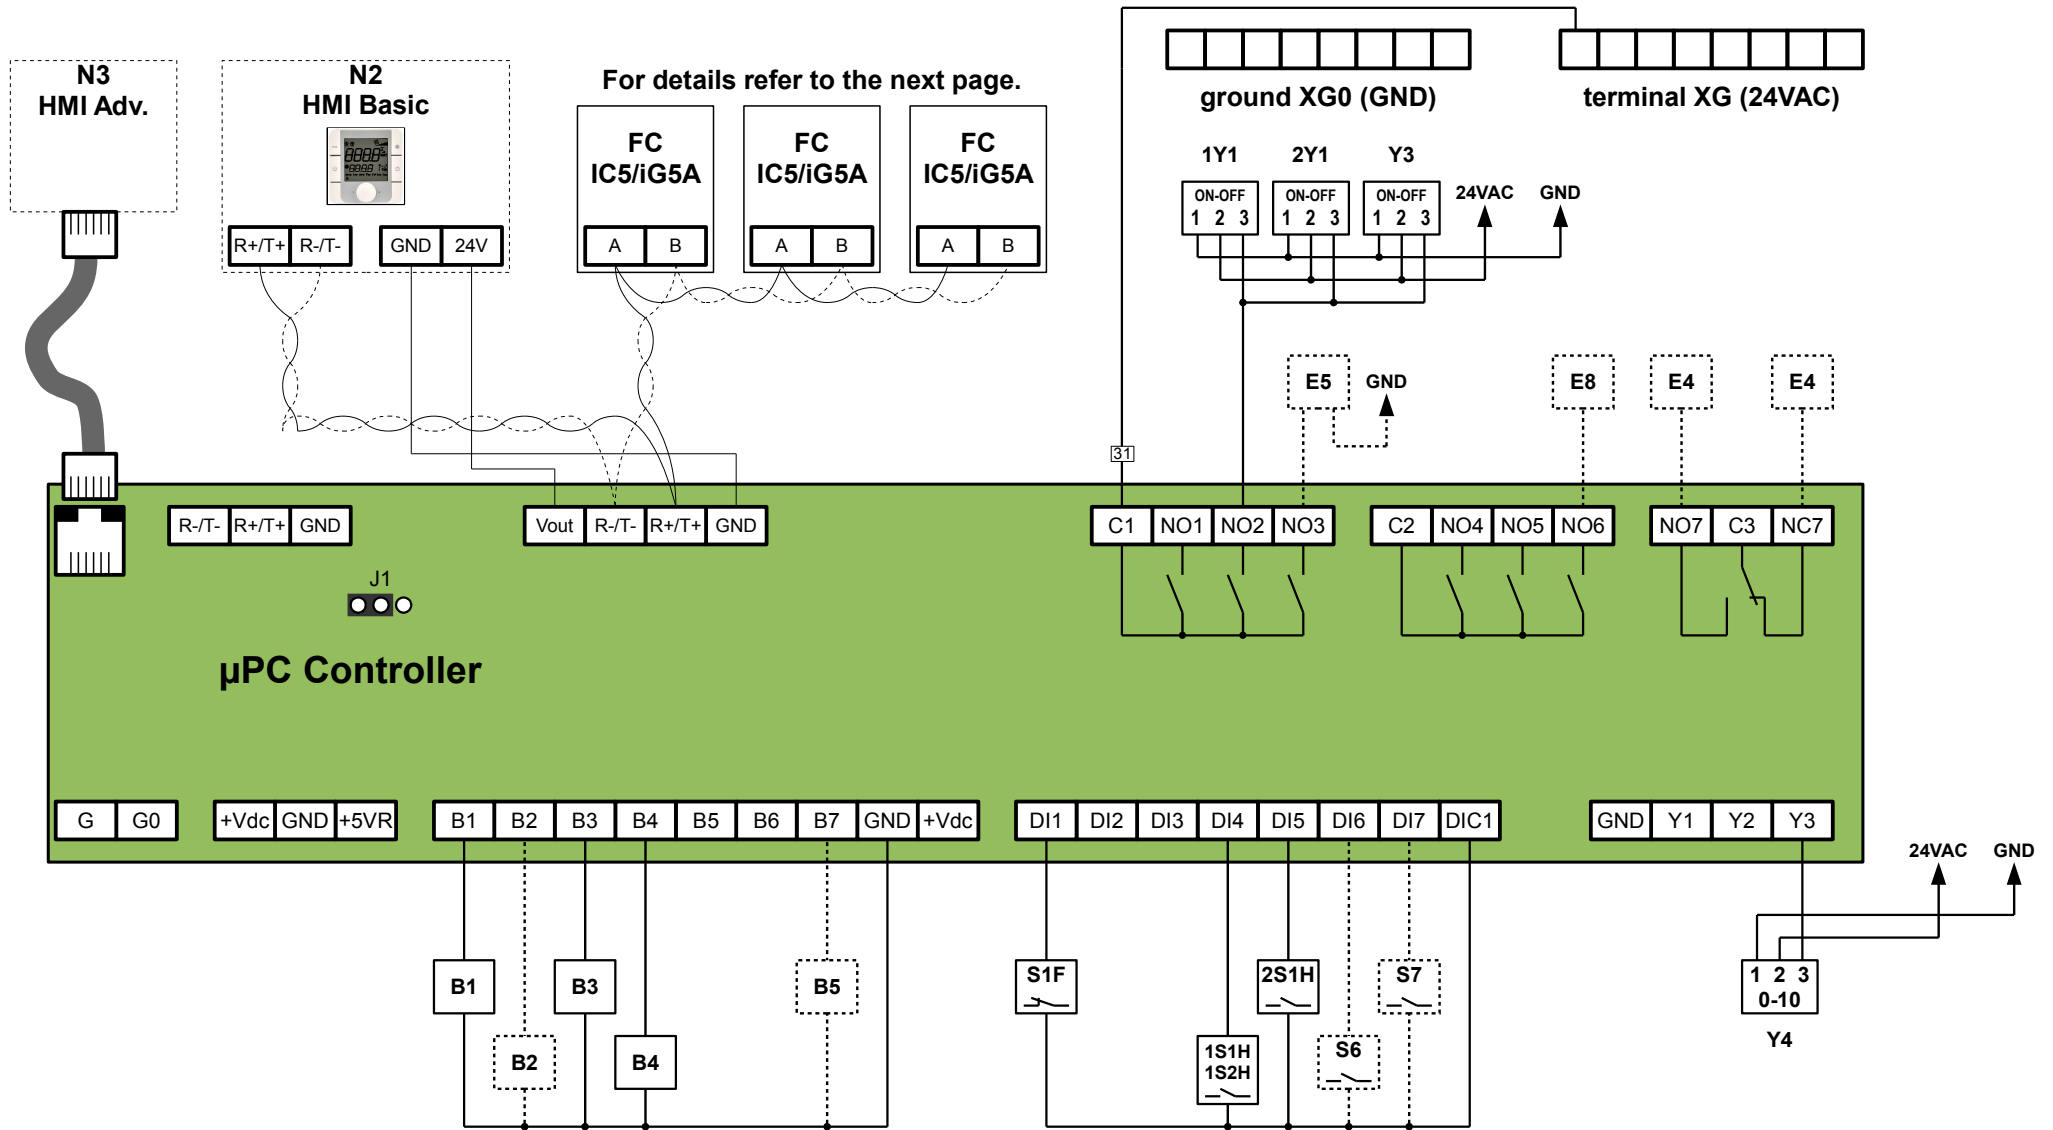 N3
HMI Adv.
N2
HMI Basic
For details refer to the next page.
ground XG0 (GND)
terminal XG (24VAC)
FC
IC5/iG5A
FC
IC5/iG5A
FC
IC5/iG5A
R+/T+ R-/T- GND 24V
A B A B A B
1Y1 2Y1 Y3
ON-OFF ON-OFF ON-OFF
1 2 3 1 2 3 1 2 3
24VAC GND
E5 GND E8 E4 E4
31
R-/T- R+/T+ GND
Vout R-/T- R+/T+ GND
C1 NO1 NO2 NO3
C2 NO4 NO5 NO6
NO7 C3 NC7
J1
µPC Controller
G G0
+Vdc GND +5VR
B1 B2 B3 B4 B5 B6 B7 GND +Vdc
DI1 DI2 DI3 DI4 DI5 DI6 DI7 DIC1
GND Y1 Y2 Y3
24VAC GND
B1 B3 B5
B2 B4
S1F 2S1H S7
1S1H
1S2H
S6
1 2 3
0-10
Y4